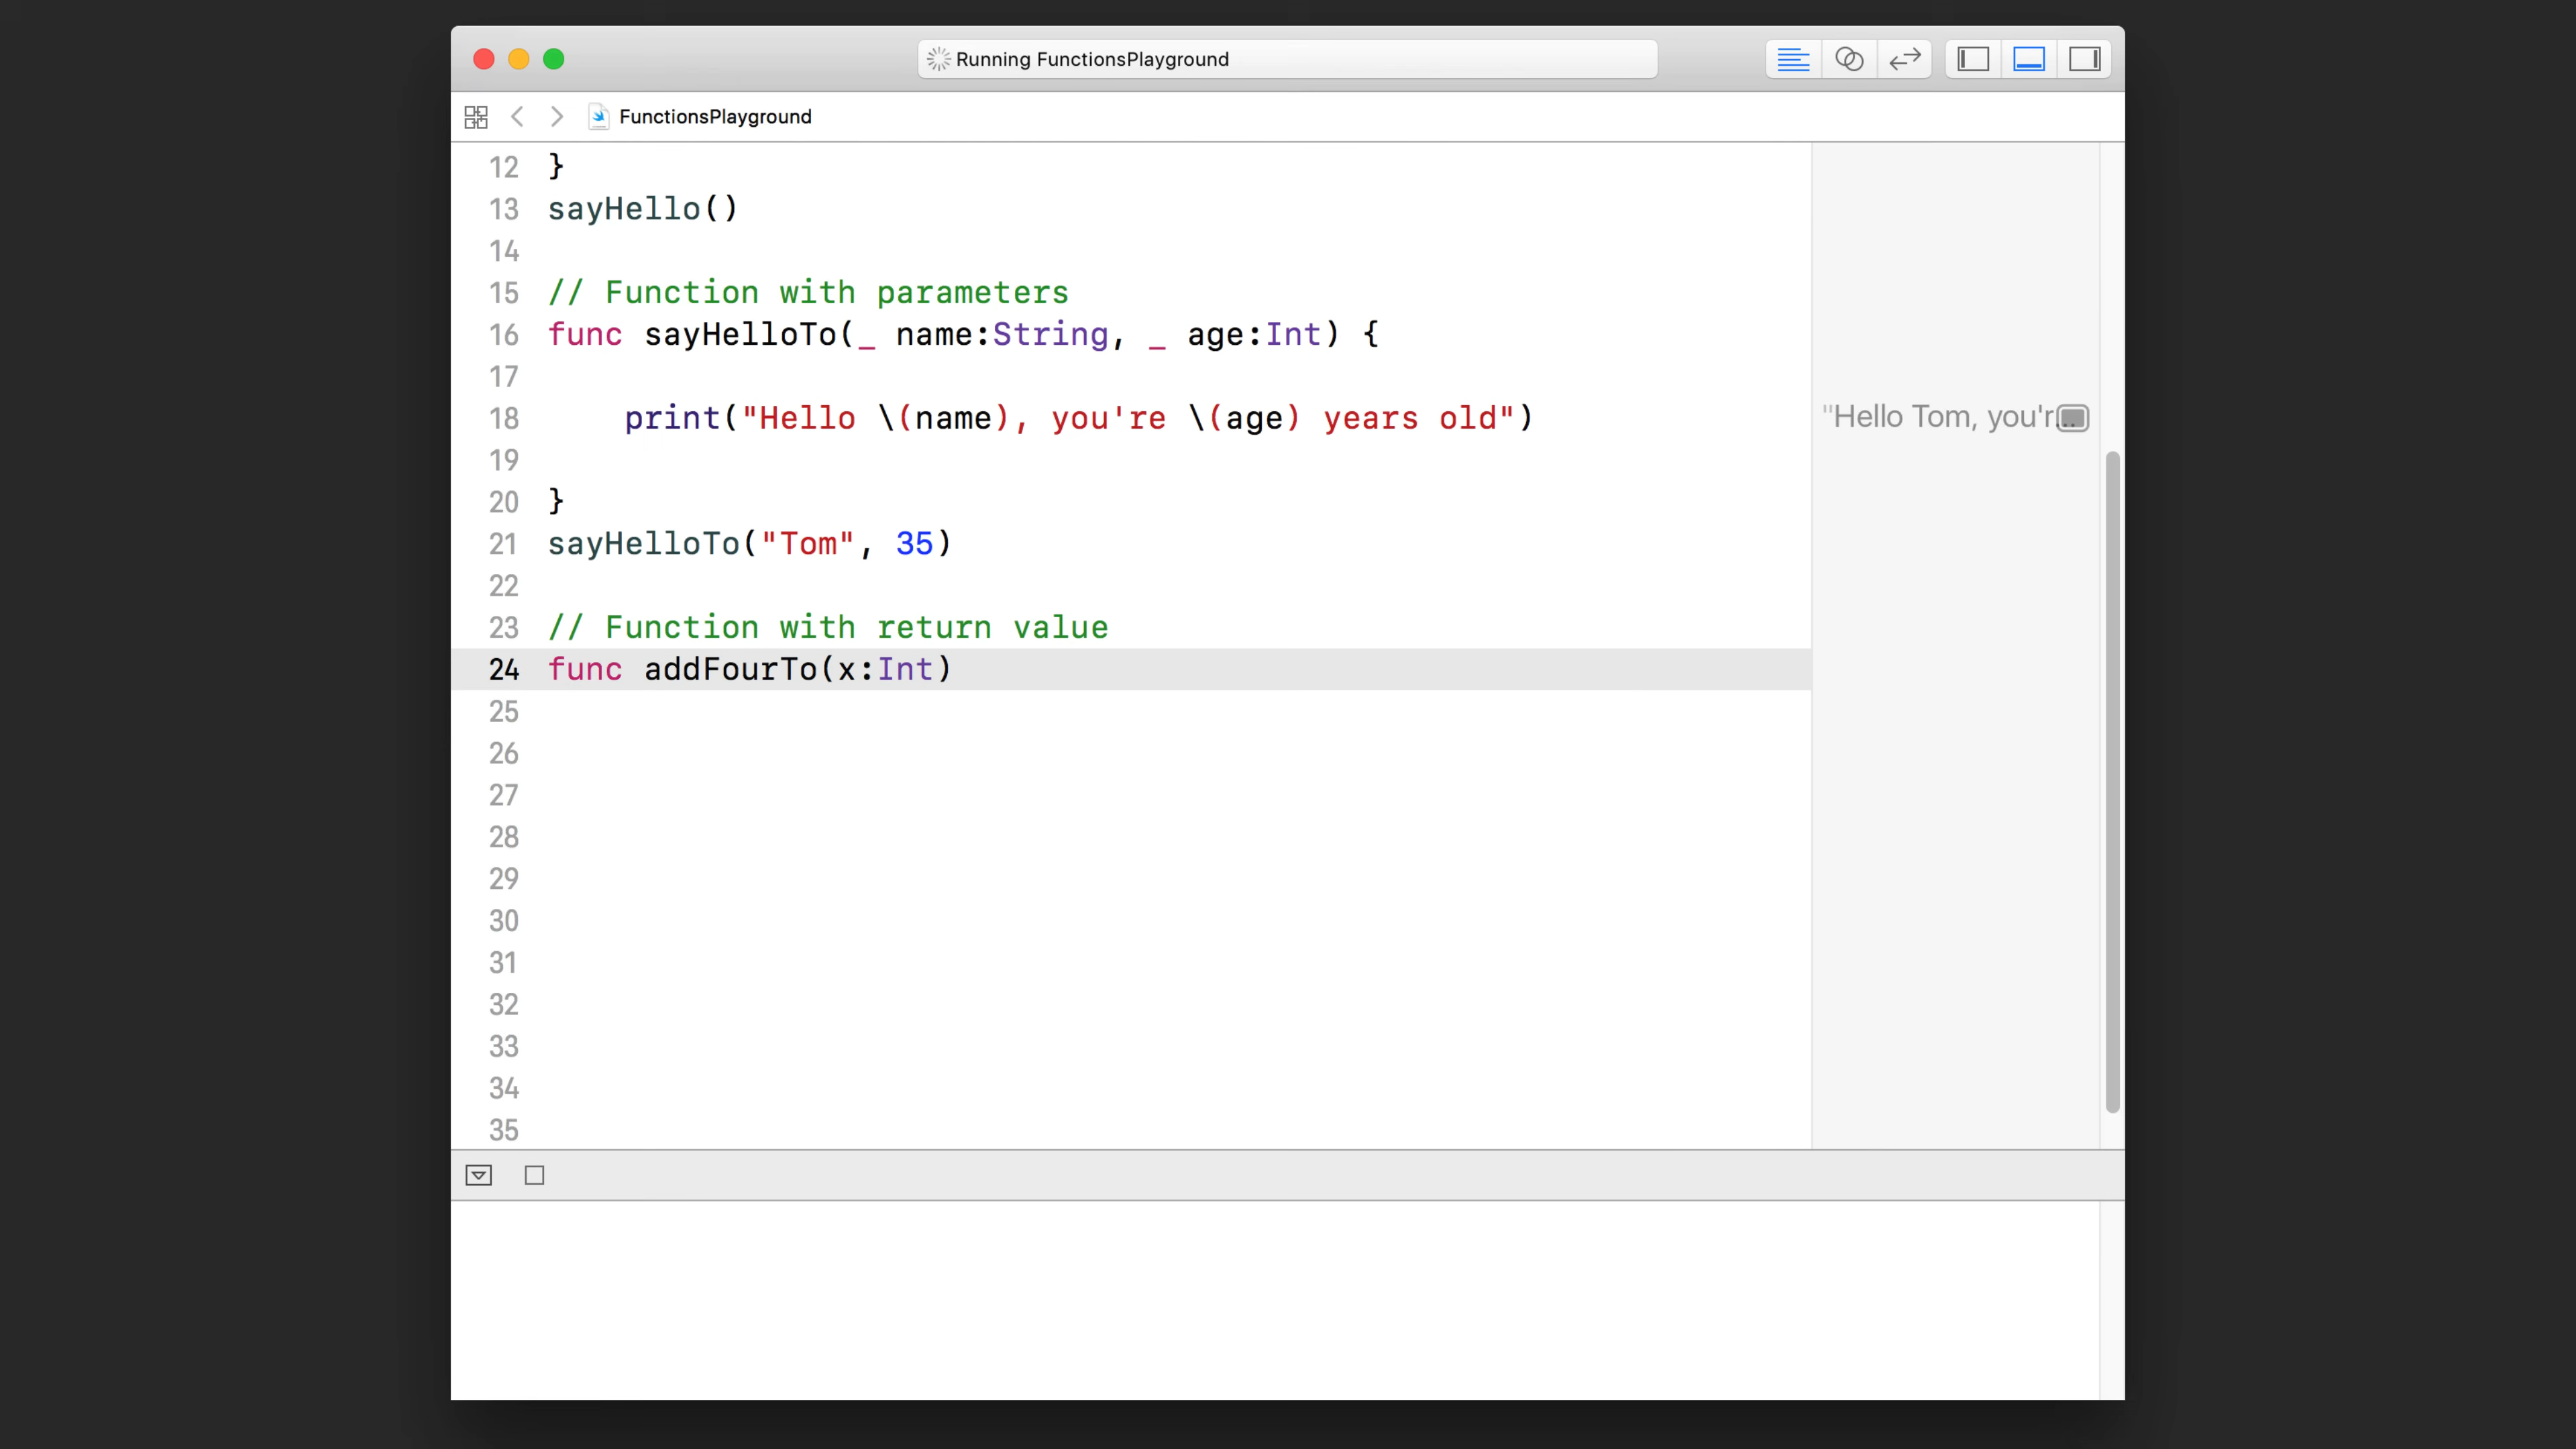 Running FunctionsPlayground
FunctionsPlayground
12 }
13 sayHello()
14
15 // Function with parameters
16 func sayHelloTo(_ name:String, _ age:Int) {
17
18 print("Hello \(name), you're \(age) years old")
"Hello Tom, you'r...
19
20 }
21 sayHelloTo("Tom", 35)
22
23 // Function with return value
24 func addFourTo(x:Int)
25
26
27
28
29
30
31
32
33
34
35